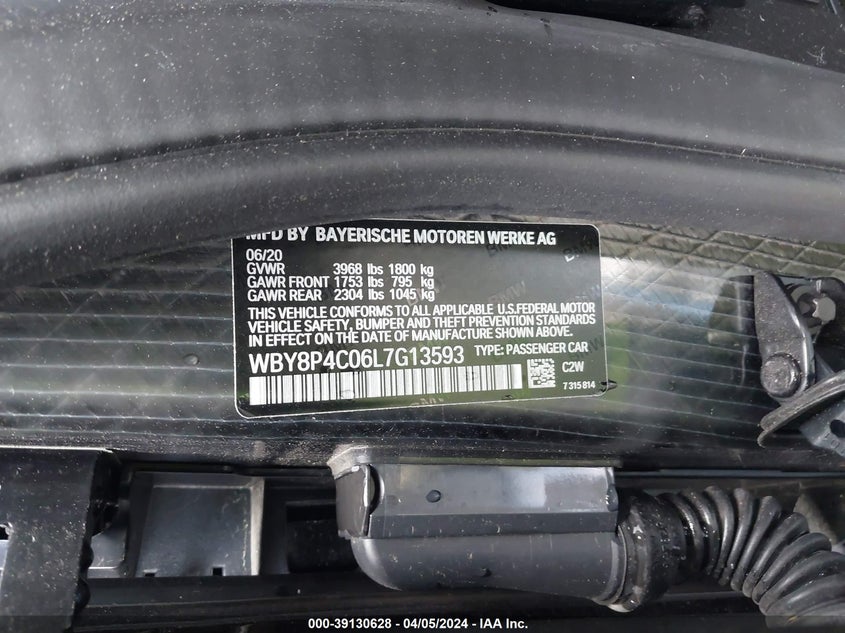 MFD BY BAYERISCHE MOTOREN WERKE AG
06/20
GVWR 3968 lbs 1800 kg
GAWR FRONT 1753 lbs 795 kg
GAWR REAR 2304 lbs 1045 kg
THIS VEHICLE CONFORMS TO ALL APPLICABLE U.S.FEDERAL MOTOR
VEHICLE SAFETY, BUMPER AND THEFT PREVENTION STANDARDS
IN EFFECT ON THE DATE OF MANUFACTURE SHOWN ABOVE.
WBY8P4C06L7G13593 TYPE: PASSENGER CAR
C2W
7 315 814
000-39130628 - 04/05/2024 - IAA Inc.